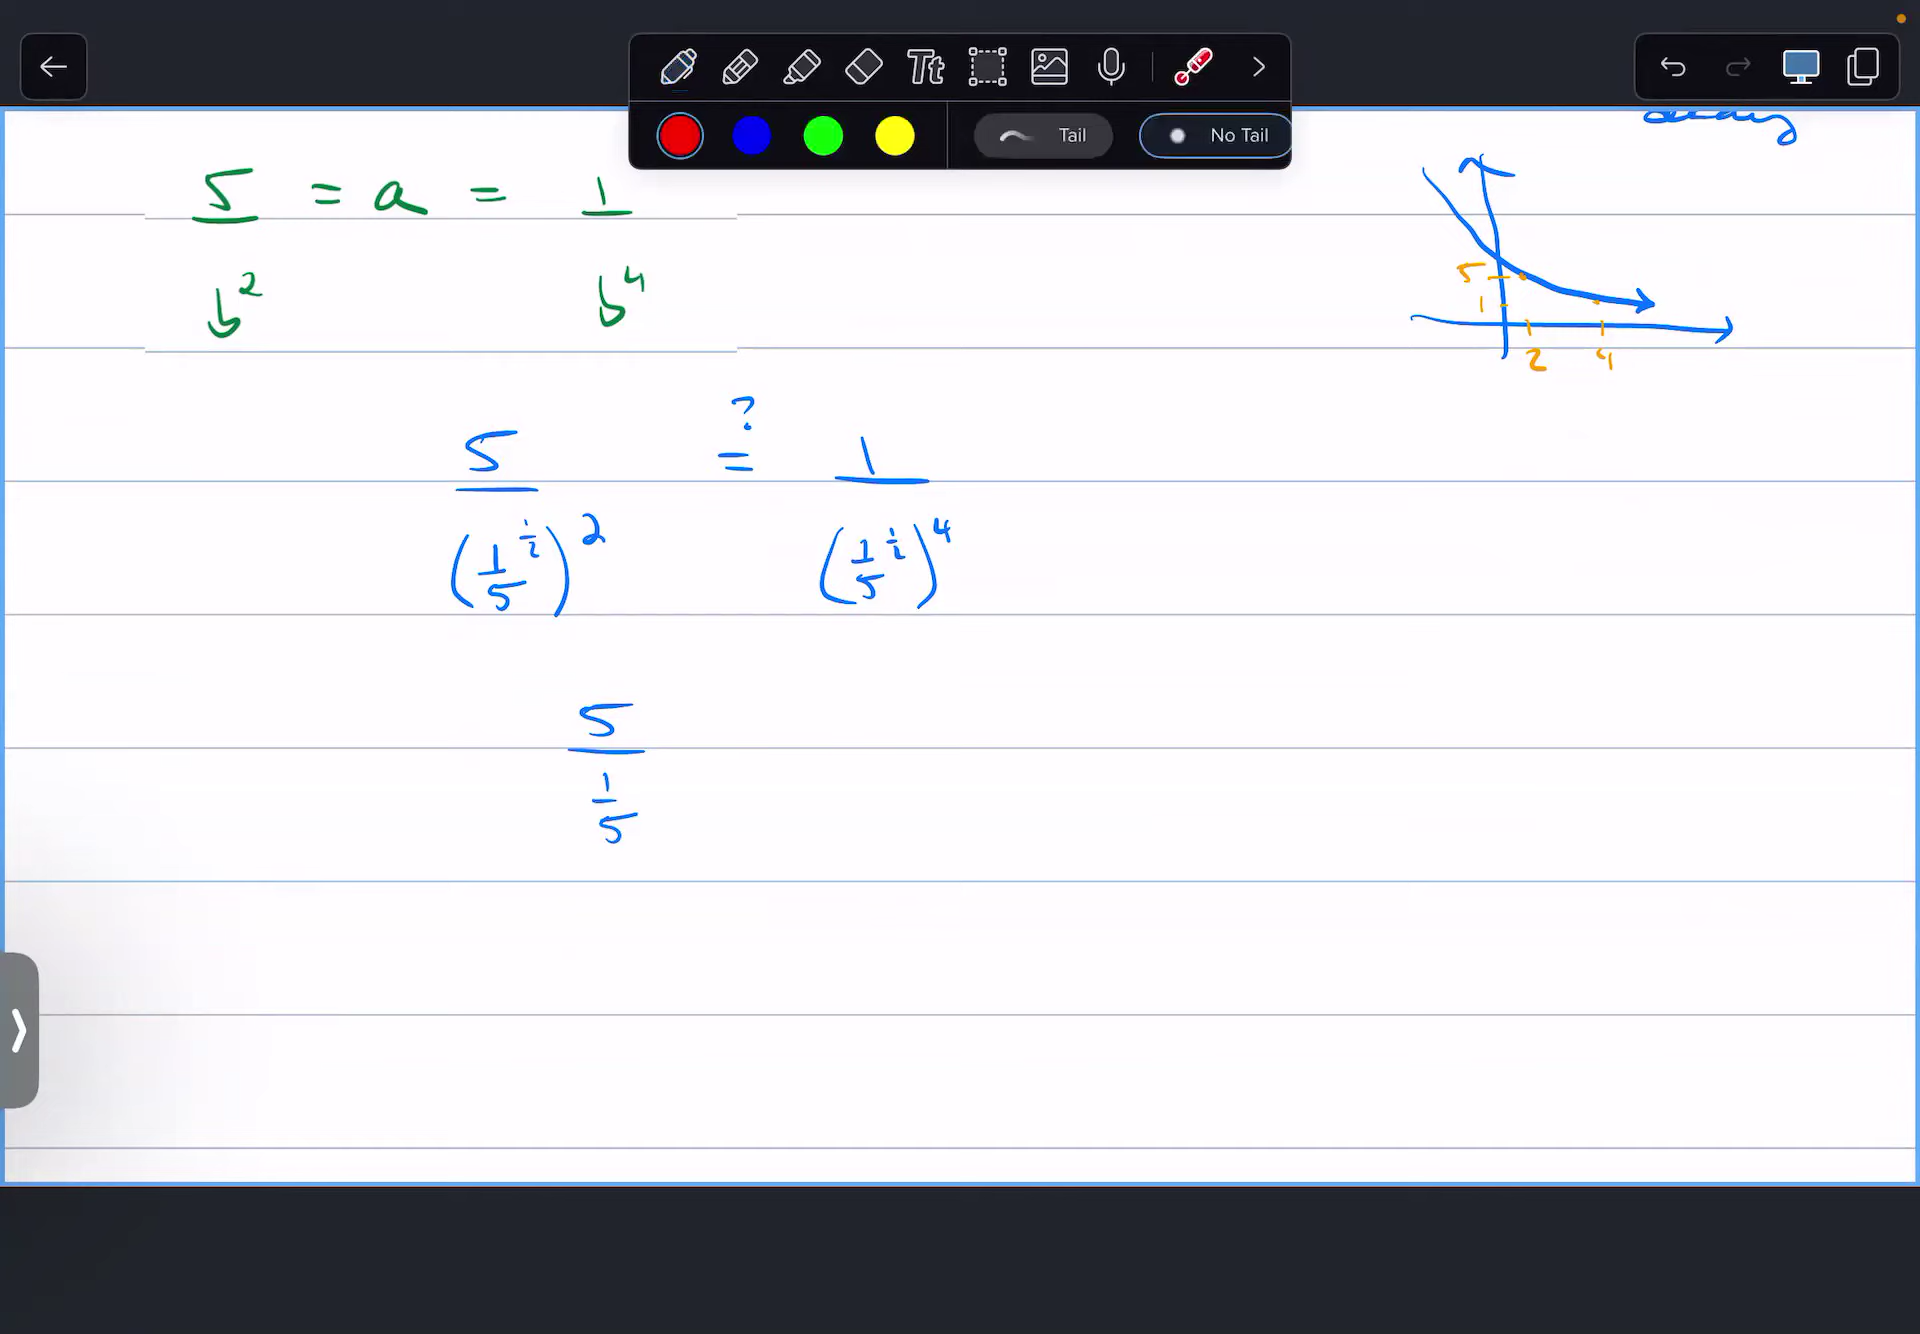 Tt
Tail
No Tail
5 = a = 1
b² b⁴
5
1
2 4
?
5 = 1
(1/5^(1/2))² (1/5^(1/2))⁴
5
1
5